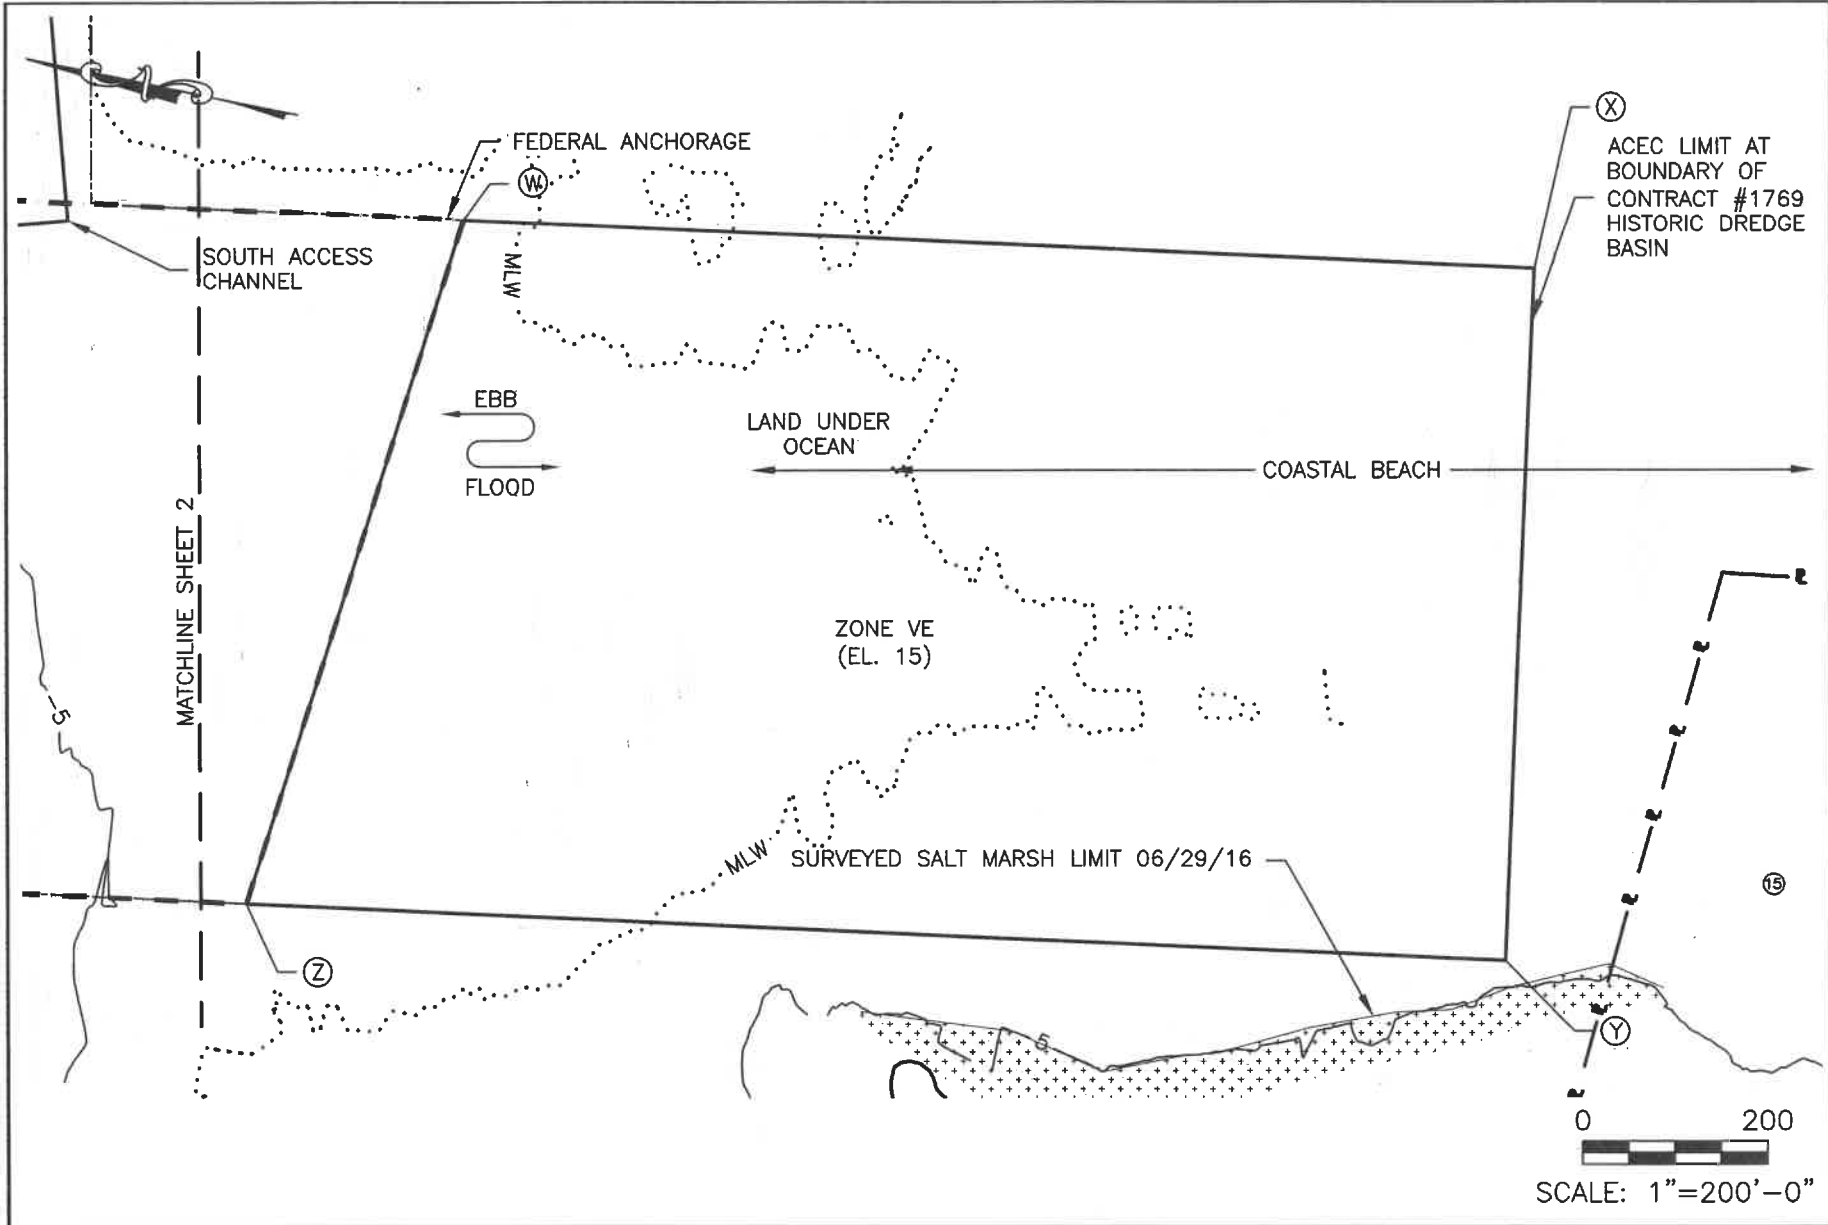 FEDERAL ANCHORAGE
W
X
ACEC LIMIT AT
BOUNDARY OF
CONTRACT #1769
HISTORIC DREDGE
BASIN
SOUTH ACCESS
CHANNEL
MLW
EBB
FLOOD
LAND UNDER
OCEAN
COASTAL BEACH
MATCHLINE SHEET 2
ZONE VE
(EL. 15)
-5
MLW
SURVEYED SALT MARSH LIMIT 06/29/16
15
Z
5
Y
0 200
SCALE: 1"=200'-0"